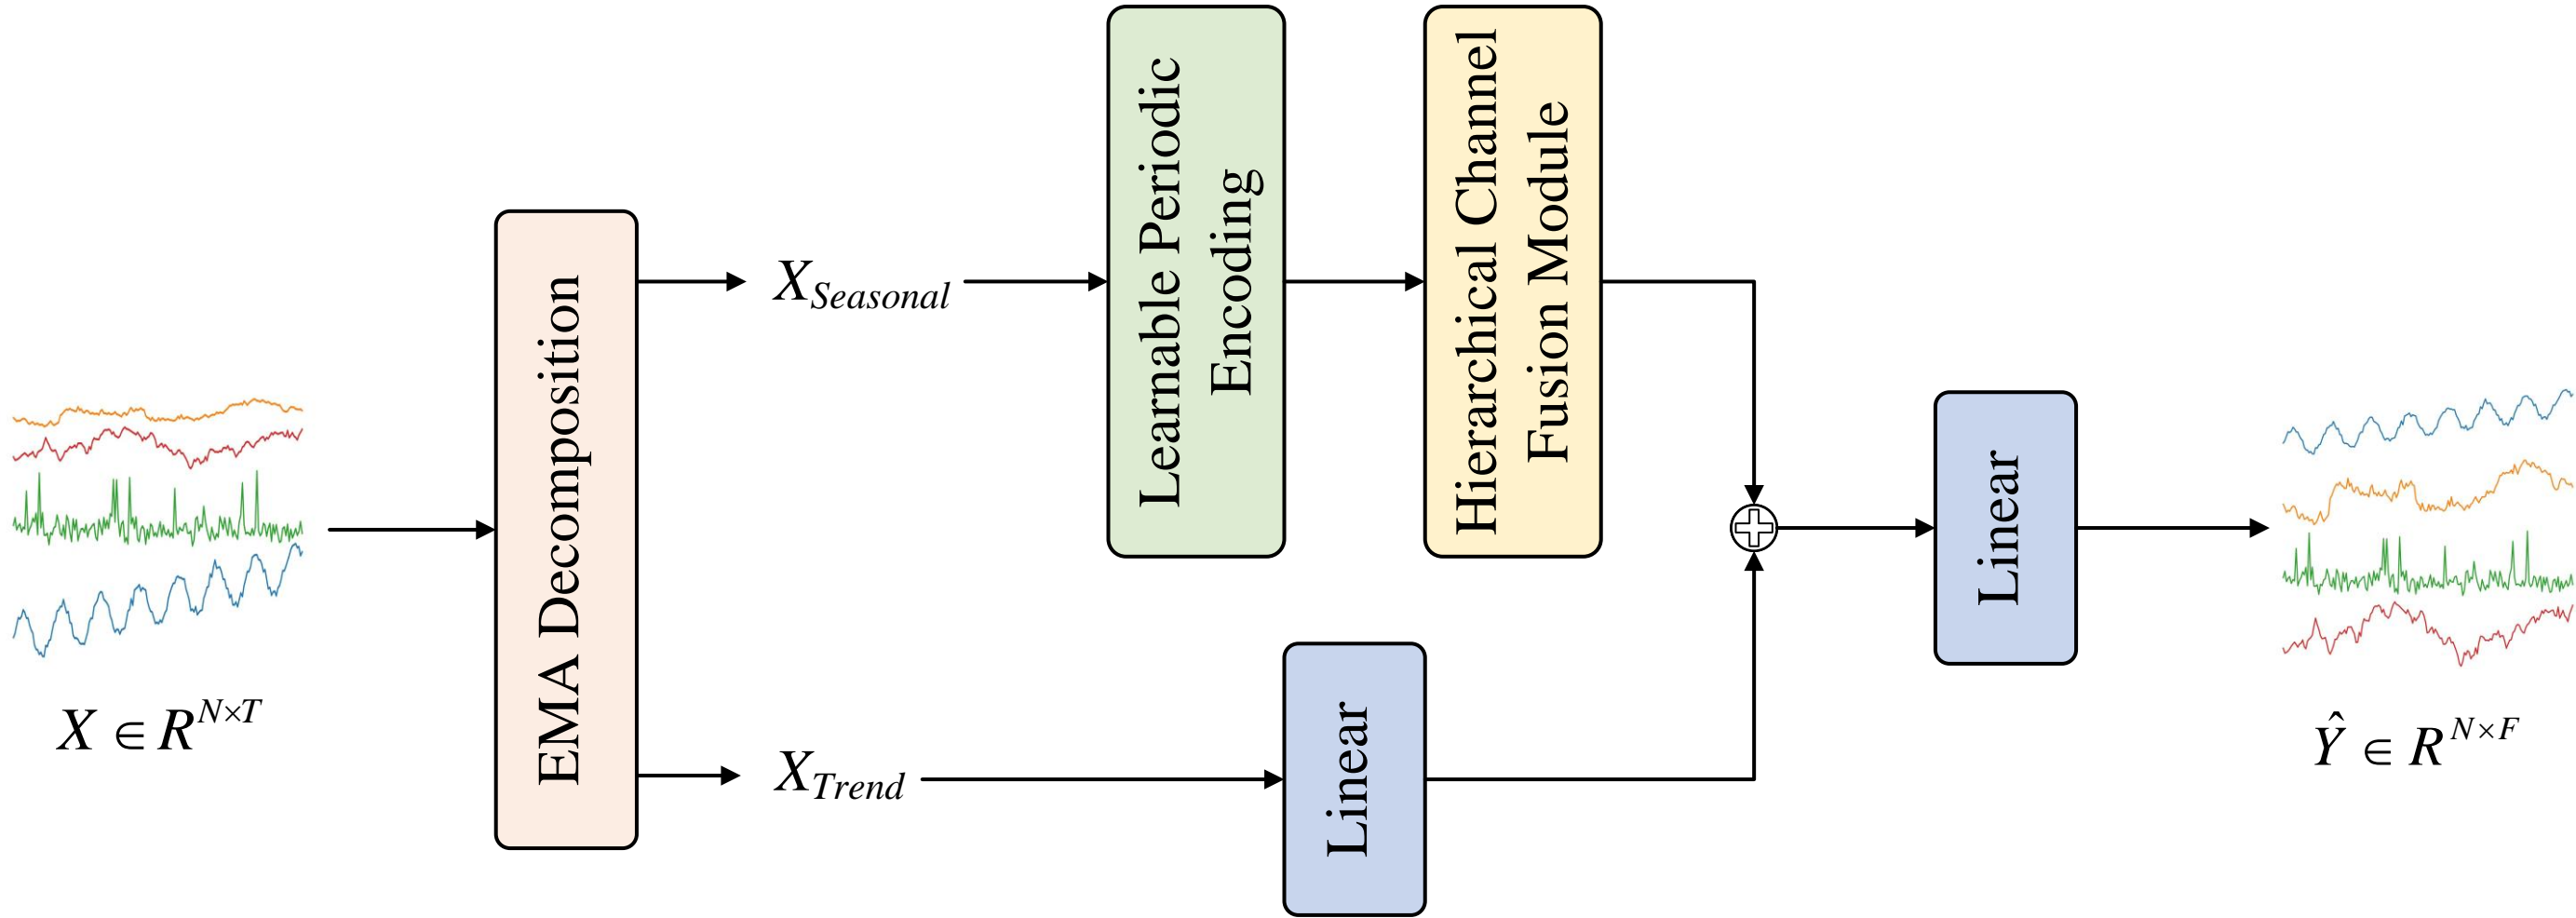 X ∈ R^{N×T}
EMA Decomposition
X_{Seasonal}
X_{Trend}
Learnable Periodic
Encoding
Hierarchical Channel
Fusion Module
Linear
Linear
Ŷ ∈ R^{N×F}